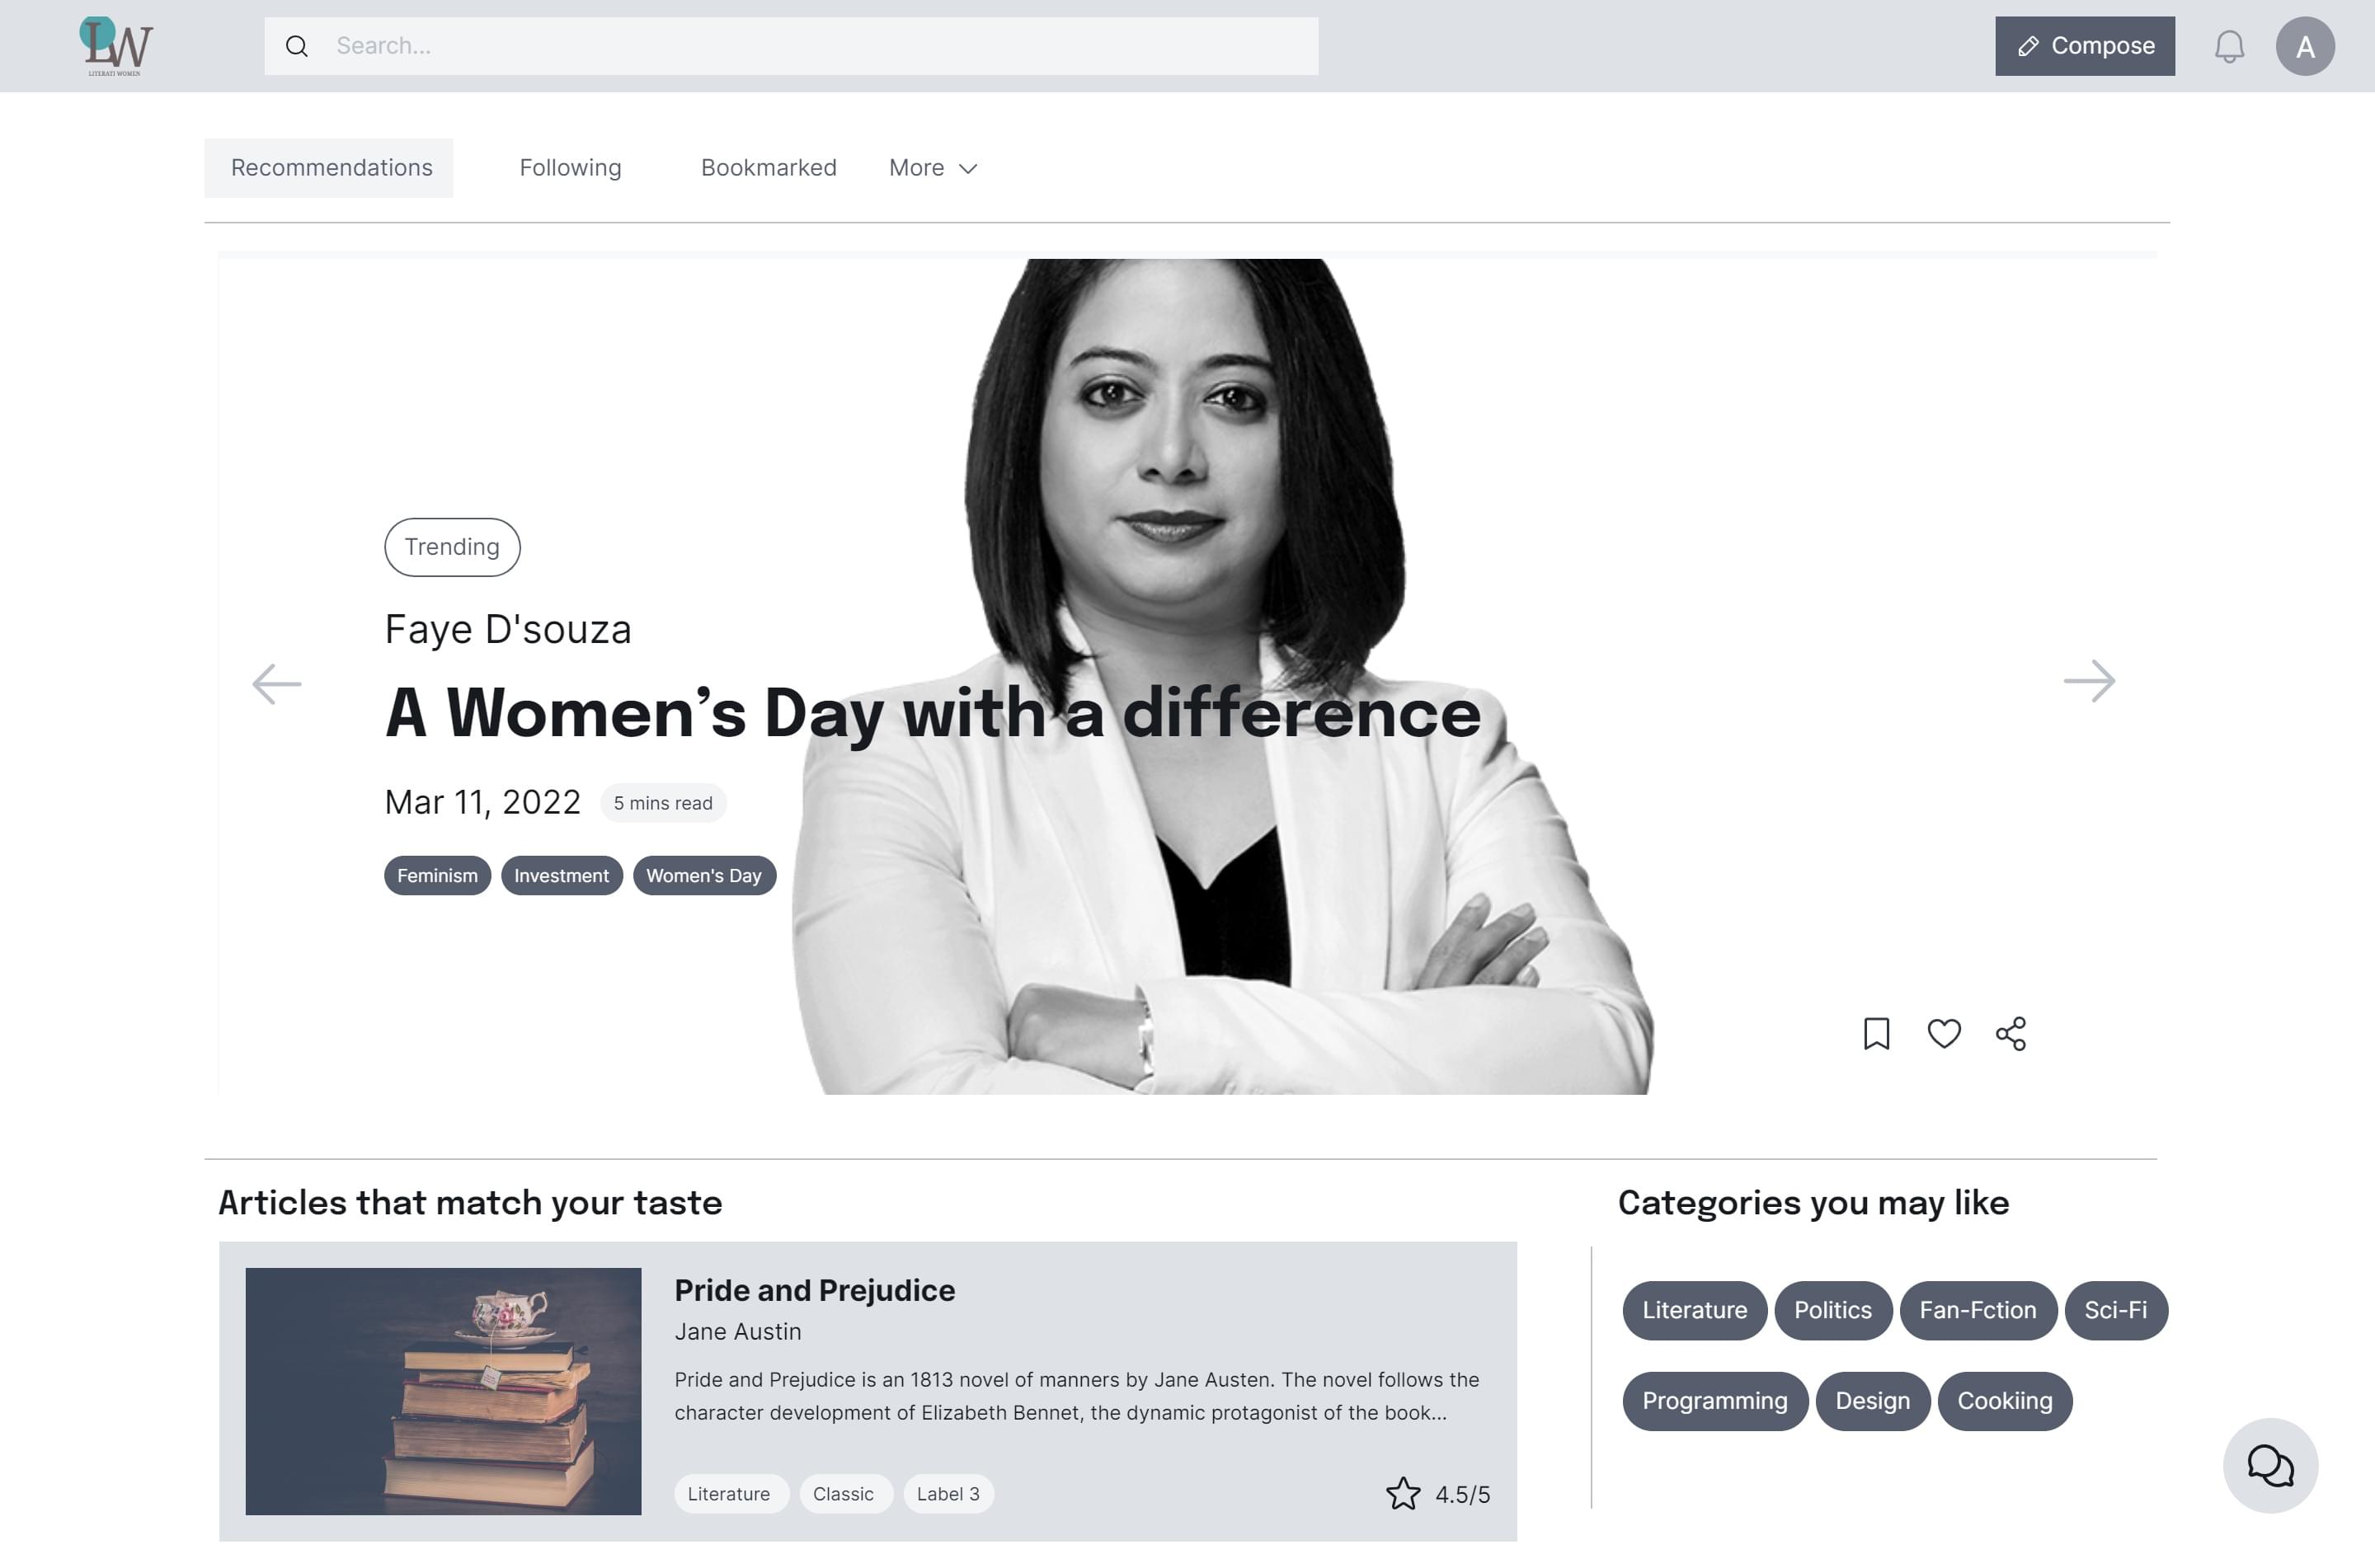 LW
LITERATI WOMEN
Search...
Compose
A
Recommendations
Following
Bookmarked
More
Trending
Faye D'souza
A Women’s Day with a difference
Mar 11, 2022
5 mins read
Feminism
Investment
Women's Day
Articles that match your taste
Pride and Prejudice
Jane Austin
Pride and Prejudice is an 1813 novel of manners by Jane Austen. The novel follows the
character development of Elizabeth Bennet, the dynamic protagonist of the book...
Literature
Classic
Label 3
4.5/5
Categories you may like
Literature
Politics
Fan-Fction
Sci-Fi
Programming
Design
Cookiing